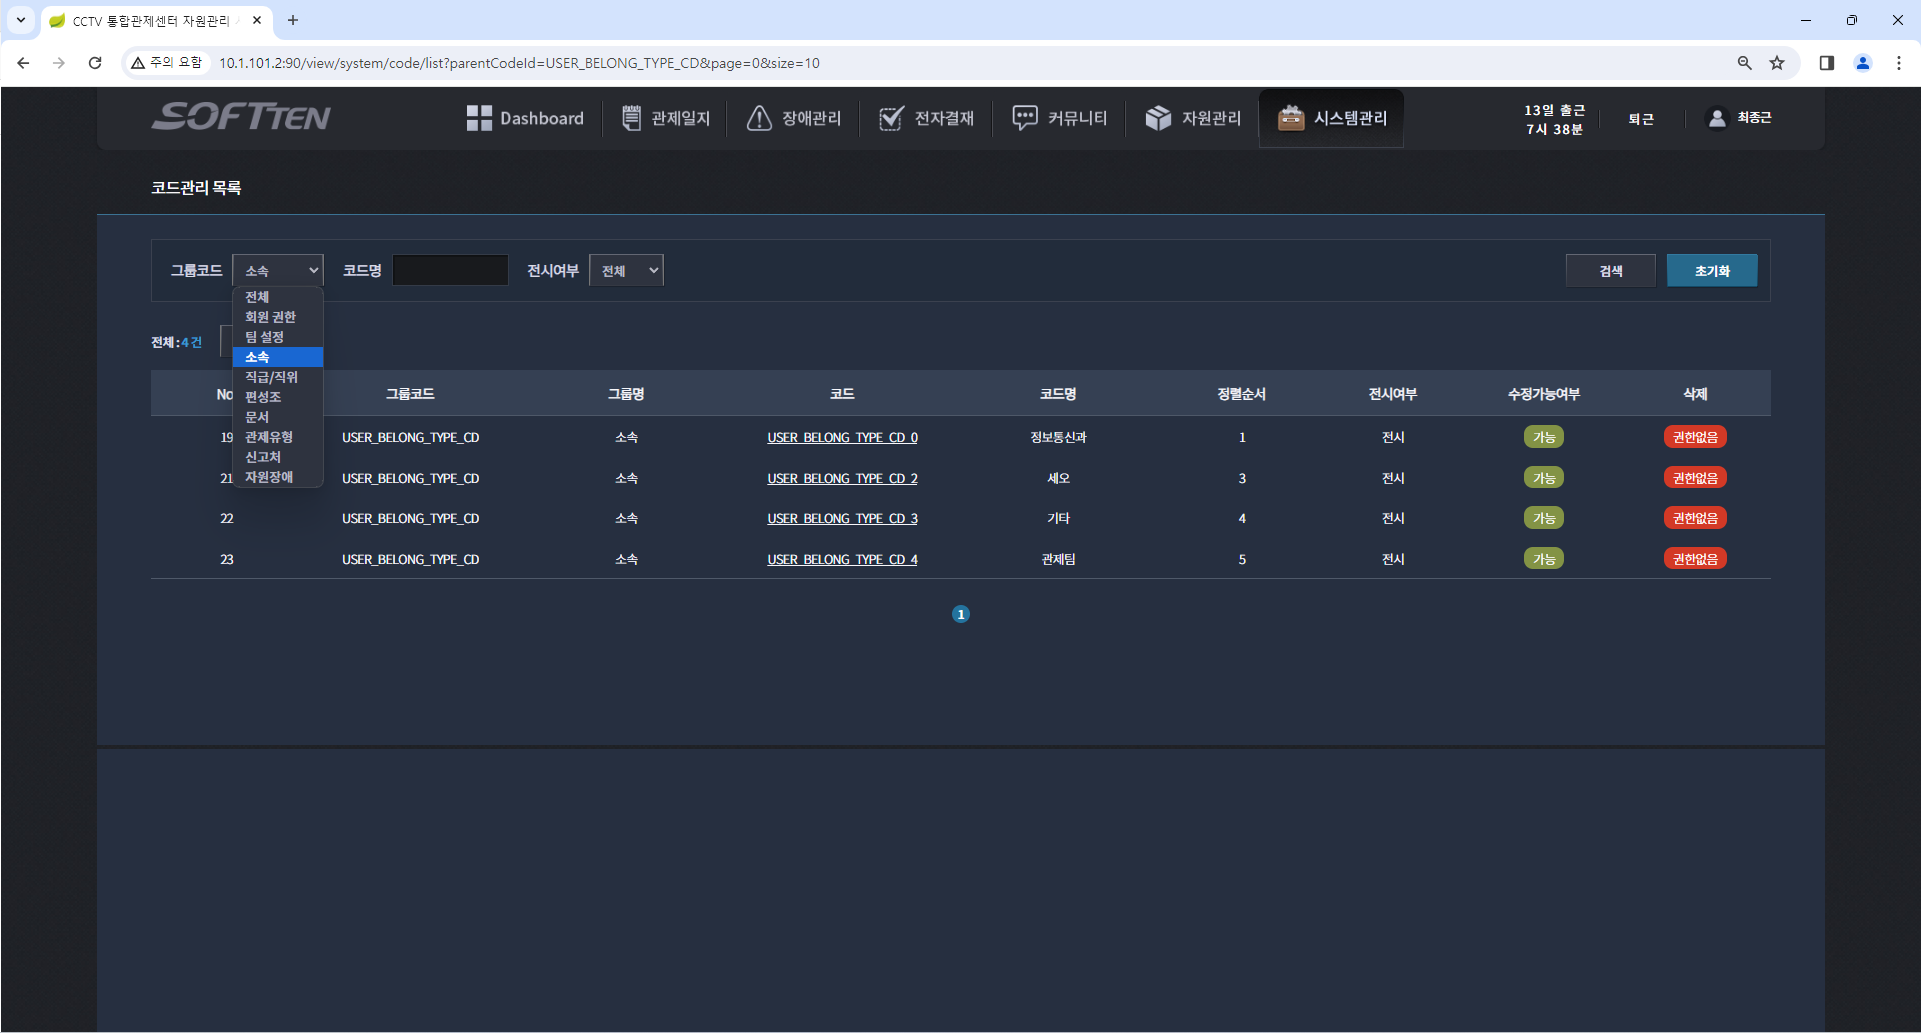 CCTV 통합관제센터 자원관리
주의 요함
10.1.101.2:90/view/system/code/list?parentCodeId=USER_BELONG_TYPE_CD&page=0&size=10
SOFTTEN
Dashboard
관제일지
장애관리
전자결재
커뮤니티
자원관리
시스템관리
13일 출근
7시 38분
퇴근
최종근
코드관리 목록
그룹코드 소속 코드명 전시여부 전체 검색 초기화
전체
회원 권한
팀 설정
소속
직급/직위
편성조
문서
관제유형
신고처
자원장애
전체 : 4 건
No 그룹코드 그룹명 코드 코드명 정렬순서 전시여부 수정가능여부 삭제
19 USER_BELONG_TYPE_CD 소속 USER_BELONG_TYPE_CD_0 정보통신과 1 전시 가능 권한없음
21 USER_BELONG_TYPE_CD 소속 USER_BELONG_TYPE_CD_2 세오 3 전시 가능 권한없음
22 USER_BELONG_TYPE_CD 소속 USER_BELONG_TYPE_CD_3 기타 4 전시 가능 권한없음
23 USER_BELONG_TYPE_CD 소속 USER_BELONG_TYPE_CD_4 관제팀 5 전시 가능 권한없음
1